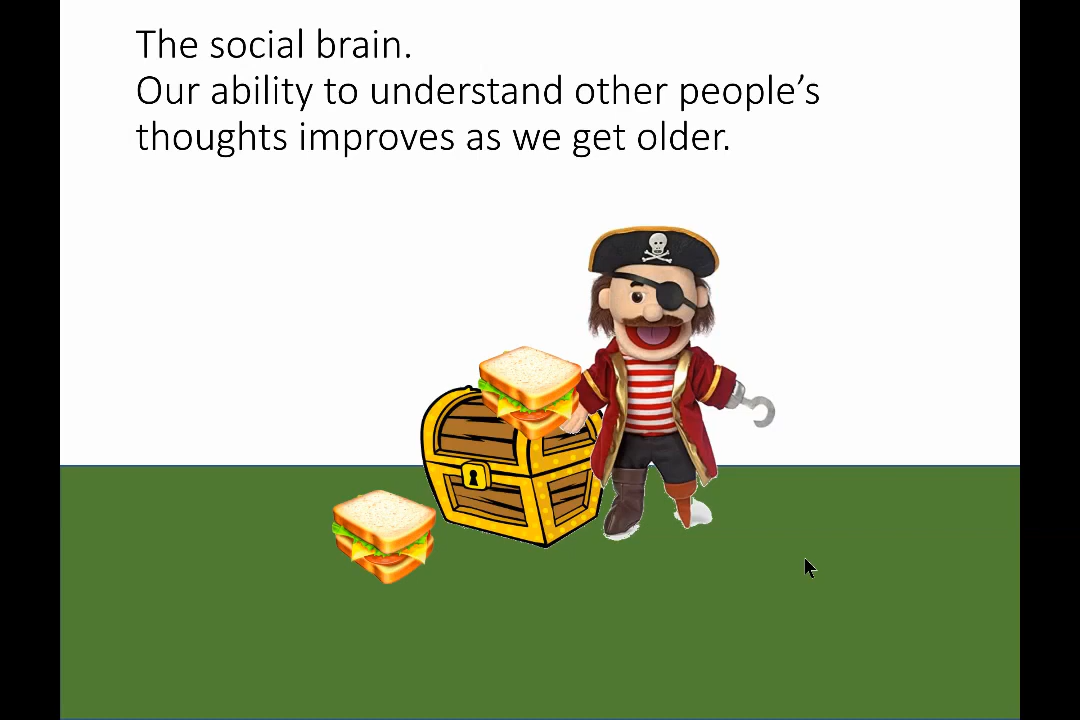 The social brain.
Our ability to understand other people’s
thoughts improves as we get older.